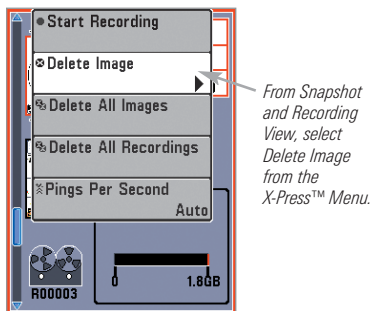 Start Recording
Delete Image
Delete All Images
Delete All Recordings
Pings Per Second
Auto
R00003
0
1.8GB
From Snapshot
and Recording
View, select
Delete Image
from the
X-Press™ Menu.